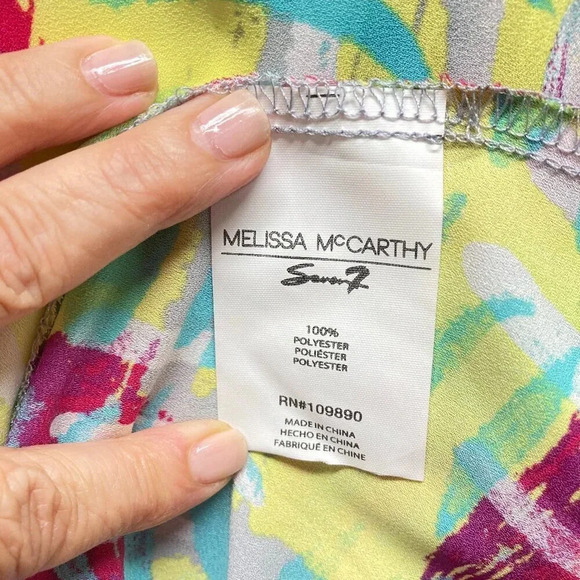 MELISSA McCARTHY
Seven7
100%
POLYESTER
POLIÉSTER
POLYESTER
RN#109890
MADE IN CHINA
HECHO EN CHINA
FABRIQUÉ EN CHINE